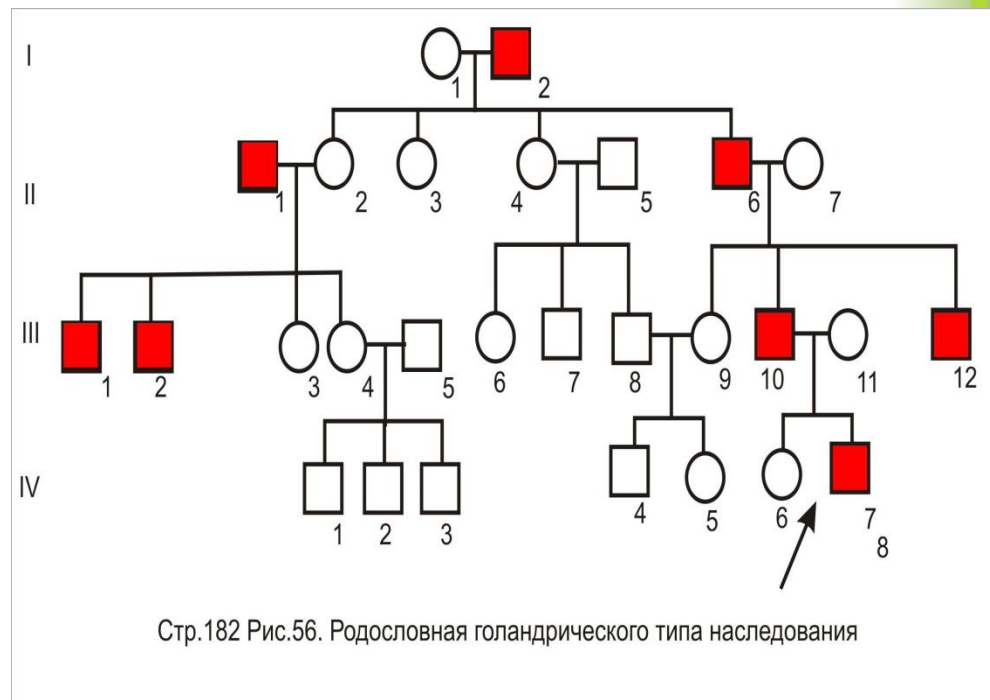 I
1 2
II
1 2 3 4 5 6 7
III
1 2 3 4 5 6 7 8 9 10 11 12
IV
1 2 3 4 5 6 7
8
Стр.182 Рис.56. Родословная голандрического типа наследования